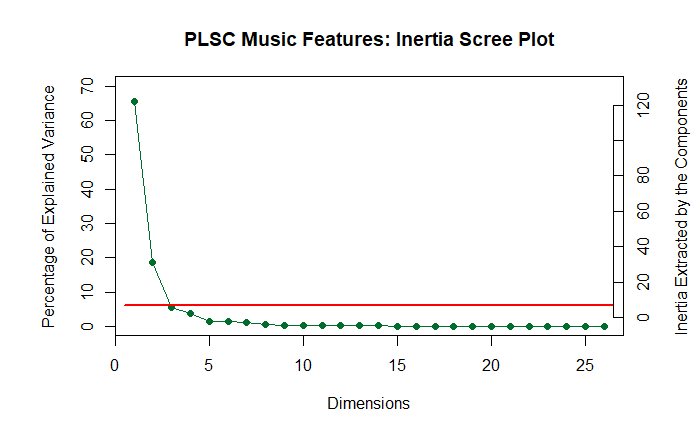 PLSC Music Features: Inertia Scree Plot
Percentage of Explained Variance
70
60
50
40
30
20
10
0
120
80
40
20
0
Inertia Extracted by the Components
0 5 10 15 20 25
Dimensions